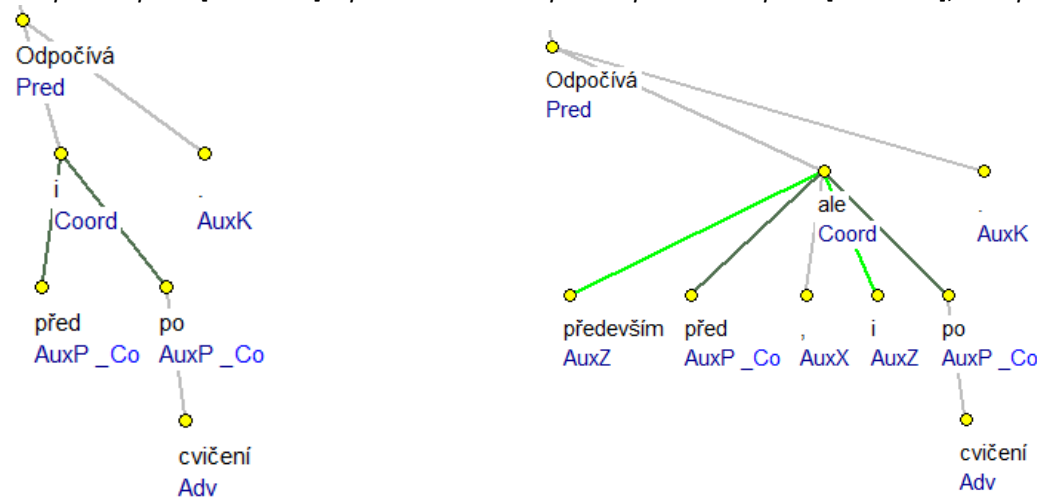 Odpočívá
Pred
i
Coord
.
AuxK
před
AuxP _Co
po
AuxP _Co
cvičení
Adv
Odpočívá
Pred
ale
Coord
.
AuxK
především
AuxZ
před
AuxP _Co
,
AuxX
i
AuxZ
po
AuxP _Co
cvičení
Adv